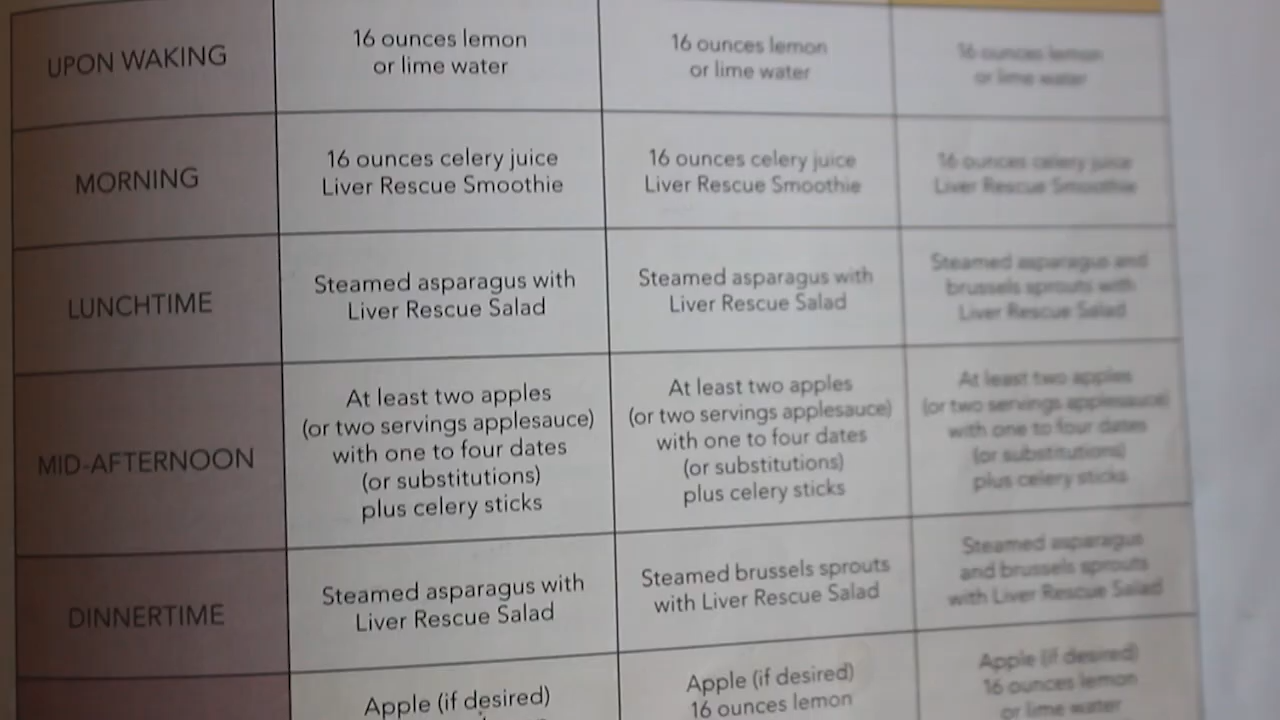 UPON WAKING
16 ounces lemon
or lime water
16 ounces lemon
or lime water
16 ounces lemon
or lime water
MORNING
16 ounces celery juice
Liver Rescue Smoothie
16 ounces celery juice
Liver Rescue Smoothie
16 ounces celery juice
Liver Rescue Smoothie
LUNCHTIME
Steamed asparagus with
Liver Rescue Salad
Steamed asparagus with
Liver Rescue Salad
Steamed asparagus and
brussels sprouts with
Liver Rescue Salad
MID-AFTERNOON
At least two apples
(or two servings applesauce)
with one to four dates
(or substitutions)
plus celery sticks
At least two apples
(or two servings applesauce)
with one to four dates
(or substitutions)
plus celery sticks
At least two apples
(or two servings applesauce)
with one to four dates
(or substitutions)
plus celery sticks
DINNERTIME
Steamed asparagus with
Liver Rescue Salad
Steamed brussels sprouts
with Liver Rescue Salad
Steamed asparagus
and brussels sprouts
with Liver Rescue Salad
Apple (if desired)
Apple (if desired)
16 ounces lemon
Apple (if desired)
16 ounces lemon
or lime water